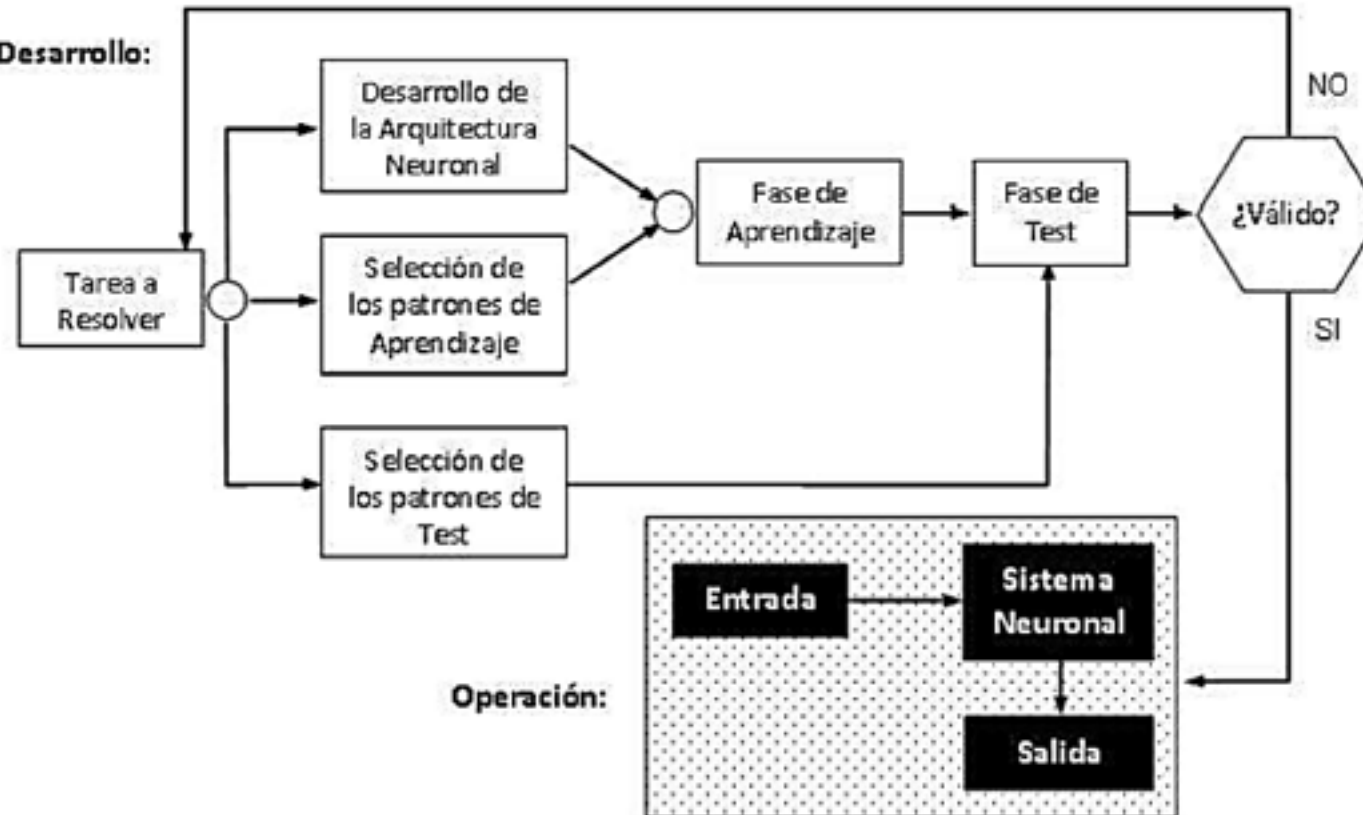 Desarrollo:
Desarrollo de
la Arquitectura
Neuronal
NO
Fase de
Aprendizaje
Fase de
Test
¿Válido?
Tarea a
Resolver
Selección de
los patrones de
Aprendizaje
SI
Selección de
los patrones de
Test
Entrada
Sistema
Neuronal
Operación:
Salida